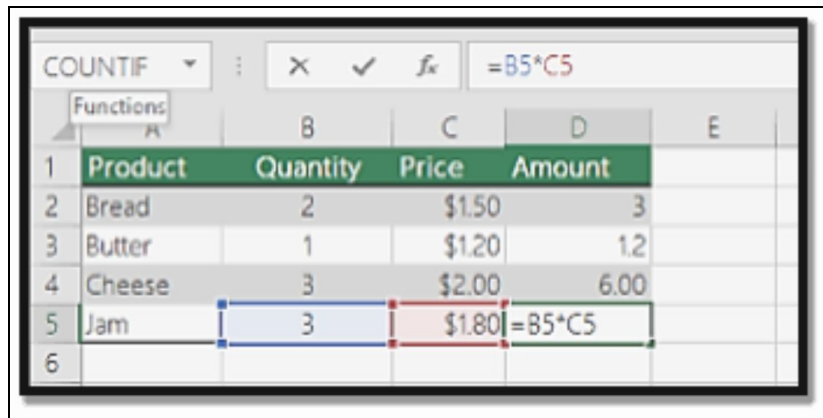 COUNTIF fx =B5*C5
Functions
A B C D E
1 Product Quantity Price Amount
2 Bread 2 $1.50 3
3 Butter 1 $1.20 1.2
4 Cheese 3 $2.00 6.00
5 Jam 3 $1.80 =B5*C5
6